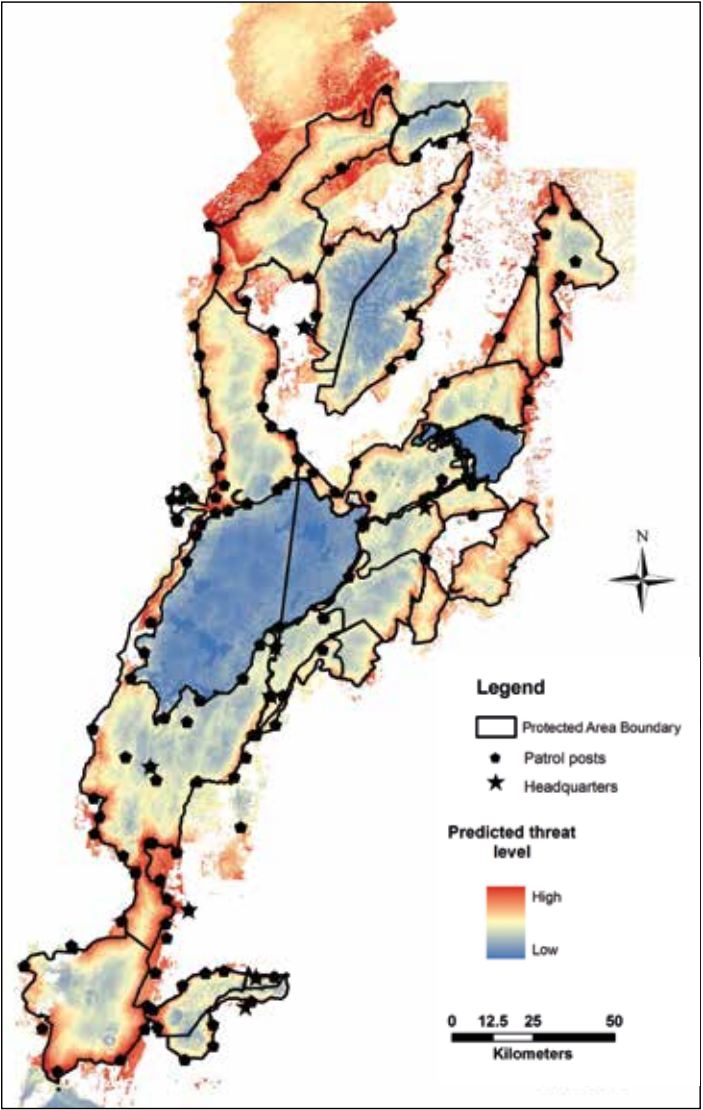 N
Legend
Protected Area Boundary
Patrol posts
Headquarters
Predicted threat
level
High
Low
0 12.5 25 50
Kilometers